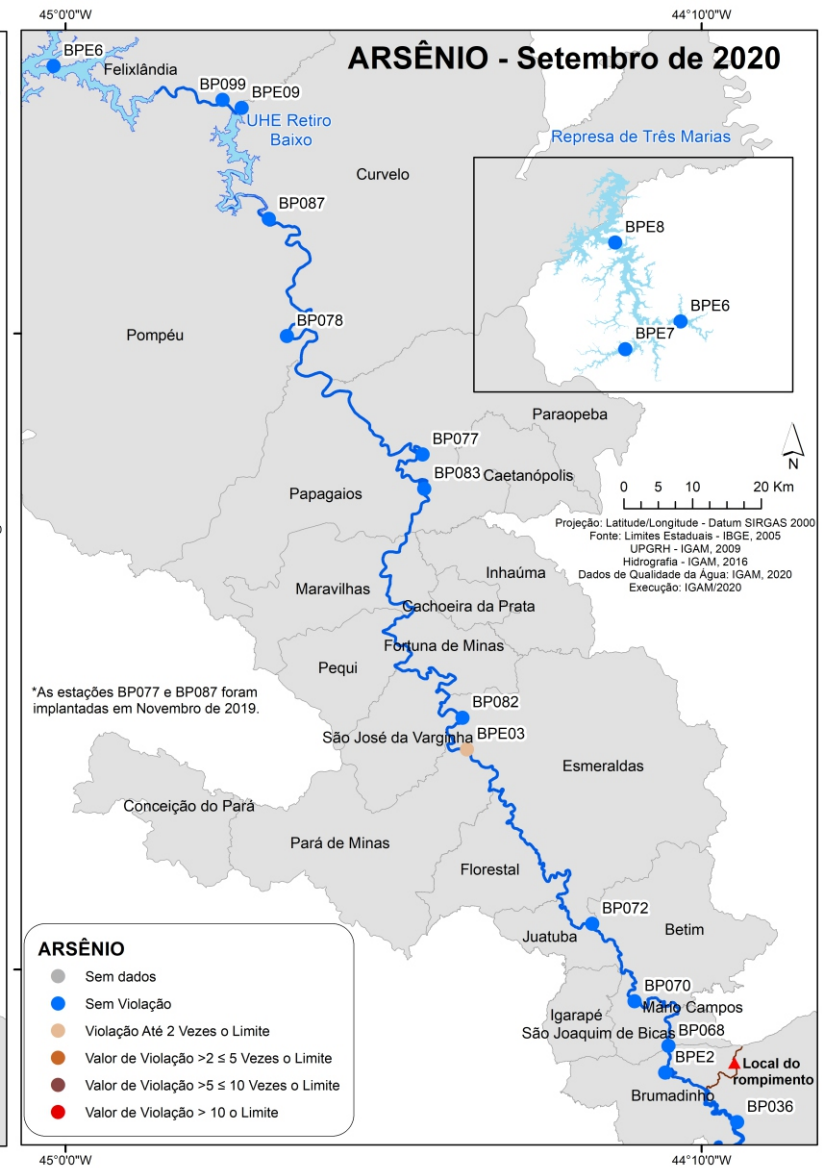 45°0'0"W
44°10'0"W
ARSÊNIO - Setembro de 2020
BPE6
Felixlândia
BP099
BPE09
UHE Retiro
Baixo
Represa de Três Marias
Curvelo
BP087
BPE8
BPE6
BPE7
BP078
Pompéu
Paraopeba
BP077
BP083
Caetanópolis
N
0 5 10 20 Km
Papagaios
Projeção: Latitude/Longitude - Datum SIRGAS 2000
Fonte: Limites Estaduais - IBGE, 2005
UPGRH - IGAM, 2009
Hidrografia - IGAM, 2016
Dados de Qualidade da Água: IGAM, 2020
Execução: IGAM/2020
Inhaúma
Maravilhas
Cachoeira da Prata
Fortuna de Minas
Pequi
*As estações BP077 e BP087 foram
implantadas em Novembro de 2019.
BP082
São José da Varginha
BPE03
Esmeraldas
Conceição do Pará
Pará de Minas
Florestal
BP072
Betim
Juatuba
BP070
Mário Campos
Igarapé
São Joaquim de Bicas
BP068
BPE2
Local do
rompimento
Brumadinho
BP036
ARSÊNIO
Sem dados
Sem Violação
Violação Até 2 Vezes o Limite
Valor de Violação >2 ≤ 5 Vezes o Limite
Valor de Violação >5 ≤ 10 Vezes o Limite
Valor de Violação > 10 o Limite
45°0'0"W
44°10'0"W